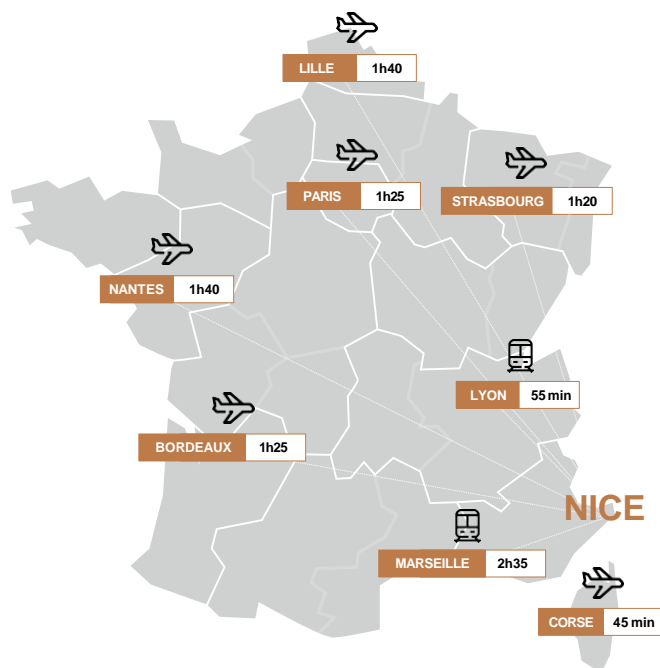 LILLE 1h40
PARIS 1h25
STRASBOURG 1h20
NANTES 1h40
LYON 55 min
BORDEAUX 1h25
NICE
MARSEILLE 2h35
CORSE 45 min